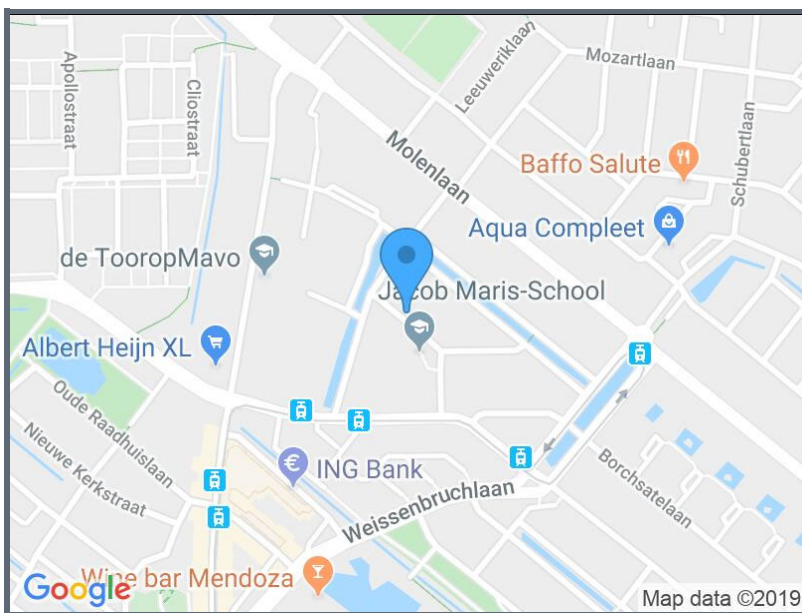 Apollostraat
Cliostraat
Leeuweriklaan
Mozartlaan
Molenlaan
Schubertlaan
Baffo Salute
Aqua Compleet
de TooropMavo
Jacob Maris-School
Albert Heijn XL
Oude Raadhuislaan
Nieuwe Kerkstraat
ING Bank
Borchsatelaan
Weissenbruchlaan
Wine bar Mendoza
Google
Map data ©2019